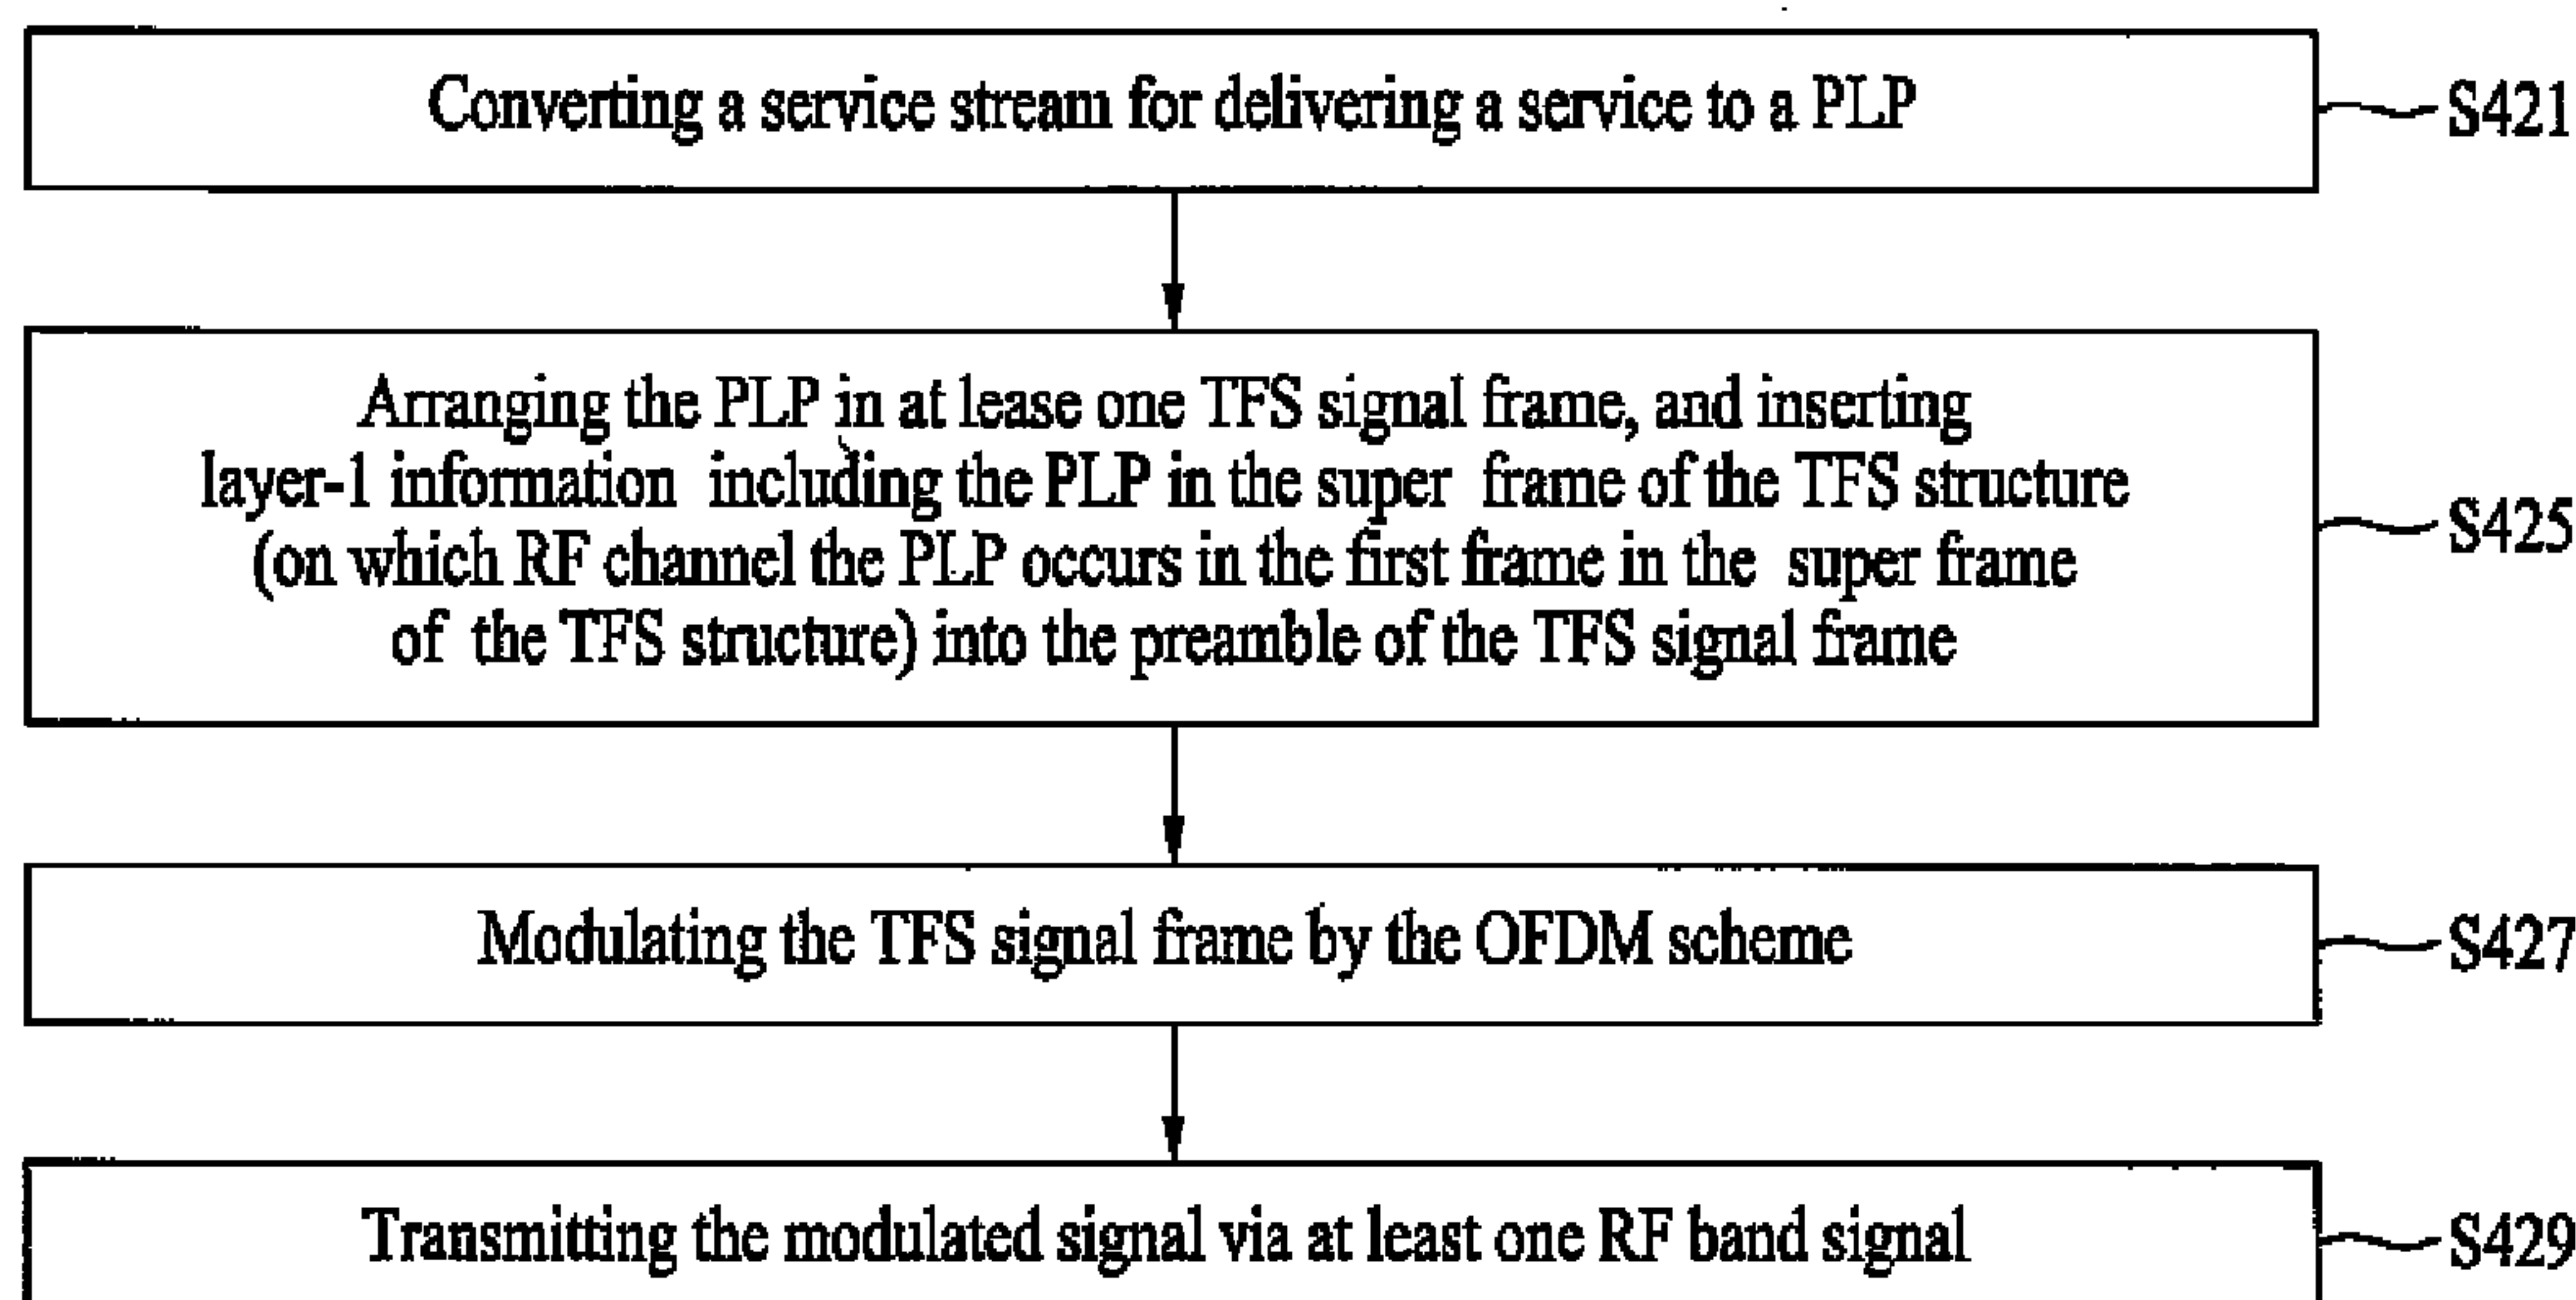 Converting a service stream for delivering a service to a PLP
S421
Arranging the PLP in at lease one TFS signal frame, and inserting
layer-1 information including the PLP in the super frame of the TFS structure
(on which RF channel the PLP occurs in the first frame in the super frame
of the TFS structure) into the preamble of the TFS signal frame
S425
Modulating the TFS signal frame by the OFDM scheme
S427
Transmitting the modulated signal via at least one RF band signal
S429